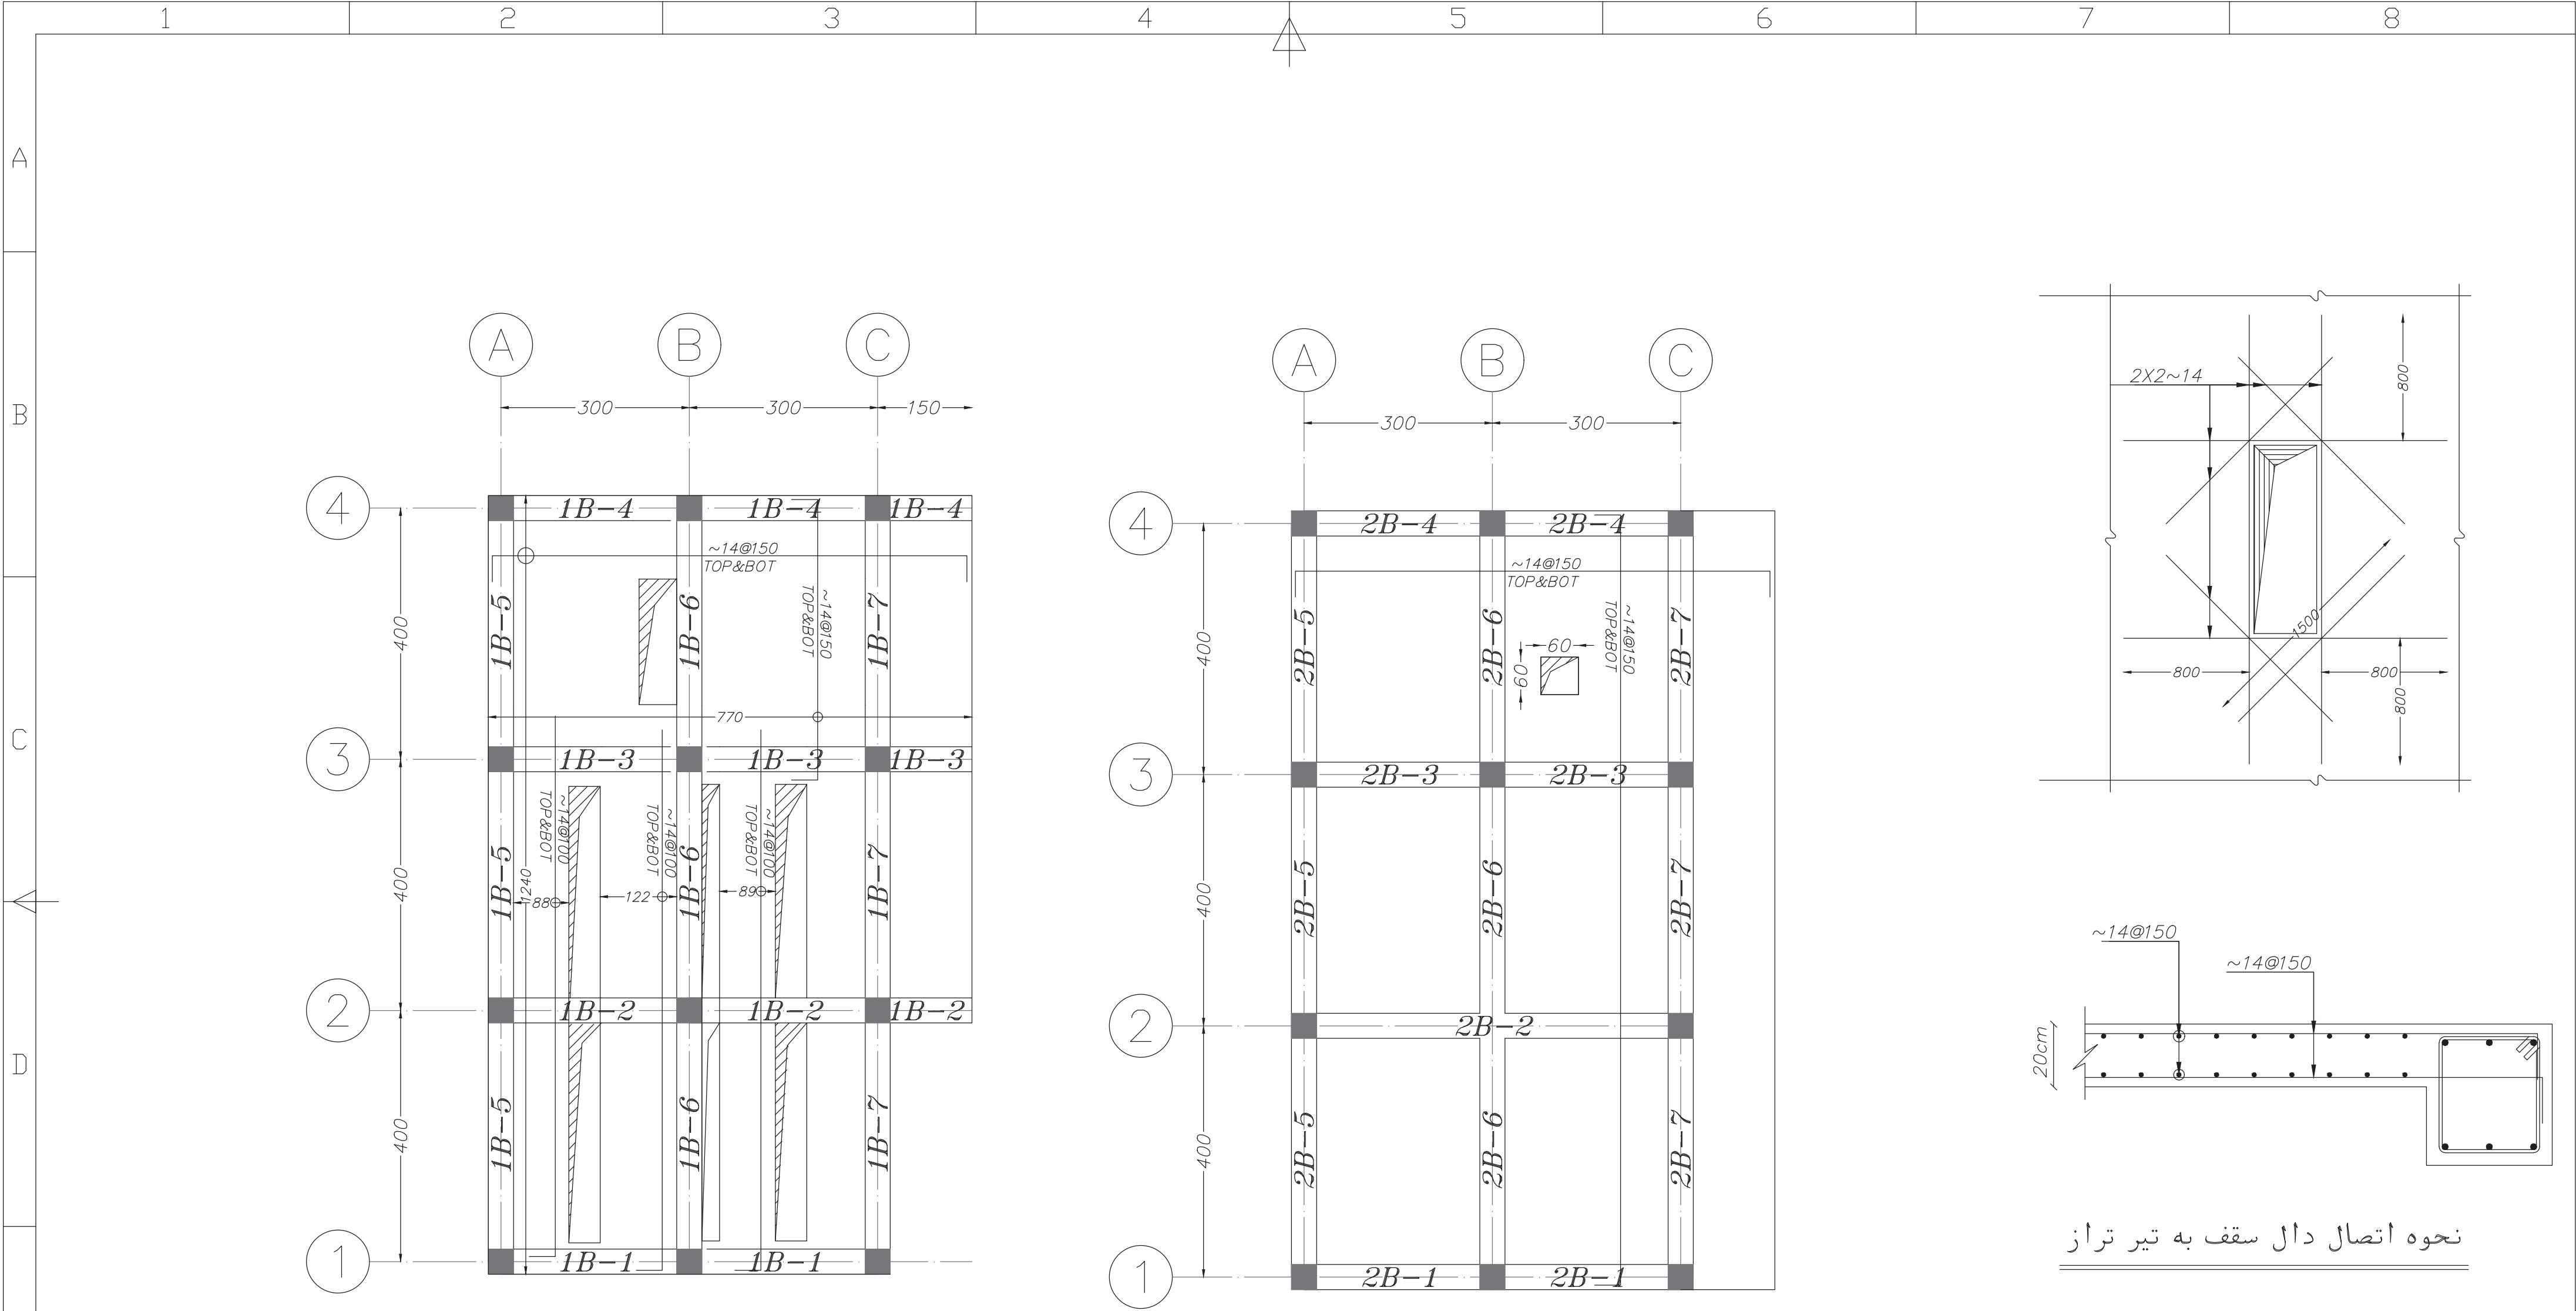 1 2 3 4 5 6 7 8
A
B
C
D
A B C
300 300 150
4
3
2
1
400
400
400
1B-4 1B-4 1B-4
~14@150
TOP&BOT
~14@150
TOP&BOT
1B-5 1B-6 1B-7
770
1B-3 1B-3 1B-3
~14@100
TOP&BOT
~14@100
TOP&BOT
~14@100
TOP&BOT
1B-5 1B-6 1B-7
1240
88 122 89
1B-2 1B-2 1B-2
1B-5 1B-6 1B-7
1B-1 1B-1
A B C
300 300
4
3
2
1
400
400
400
2B-4 2B-4
~14@150
TOP&BOT
~14@150
TOP&BOT
2B-5 2B-6 2B-7
60
60
2B-3 2B-3
2B-5 2B-6 2B-7
2B-2
2B-5 2B-6 2B-7
2B-1 2B-1
2X2~14
800
1500
800 800
800
~14@150
~14@150
20cm
نحوه اتصال دال سقف به تیر تراز